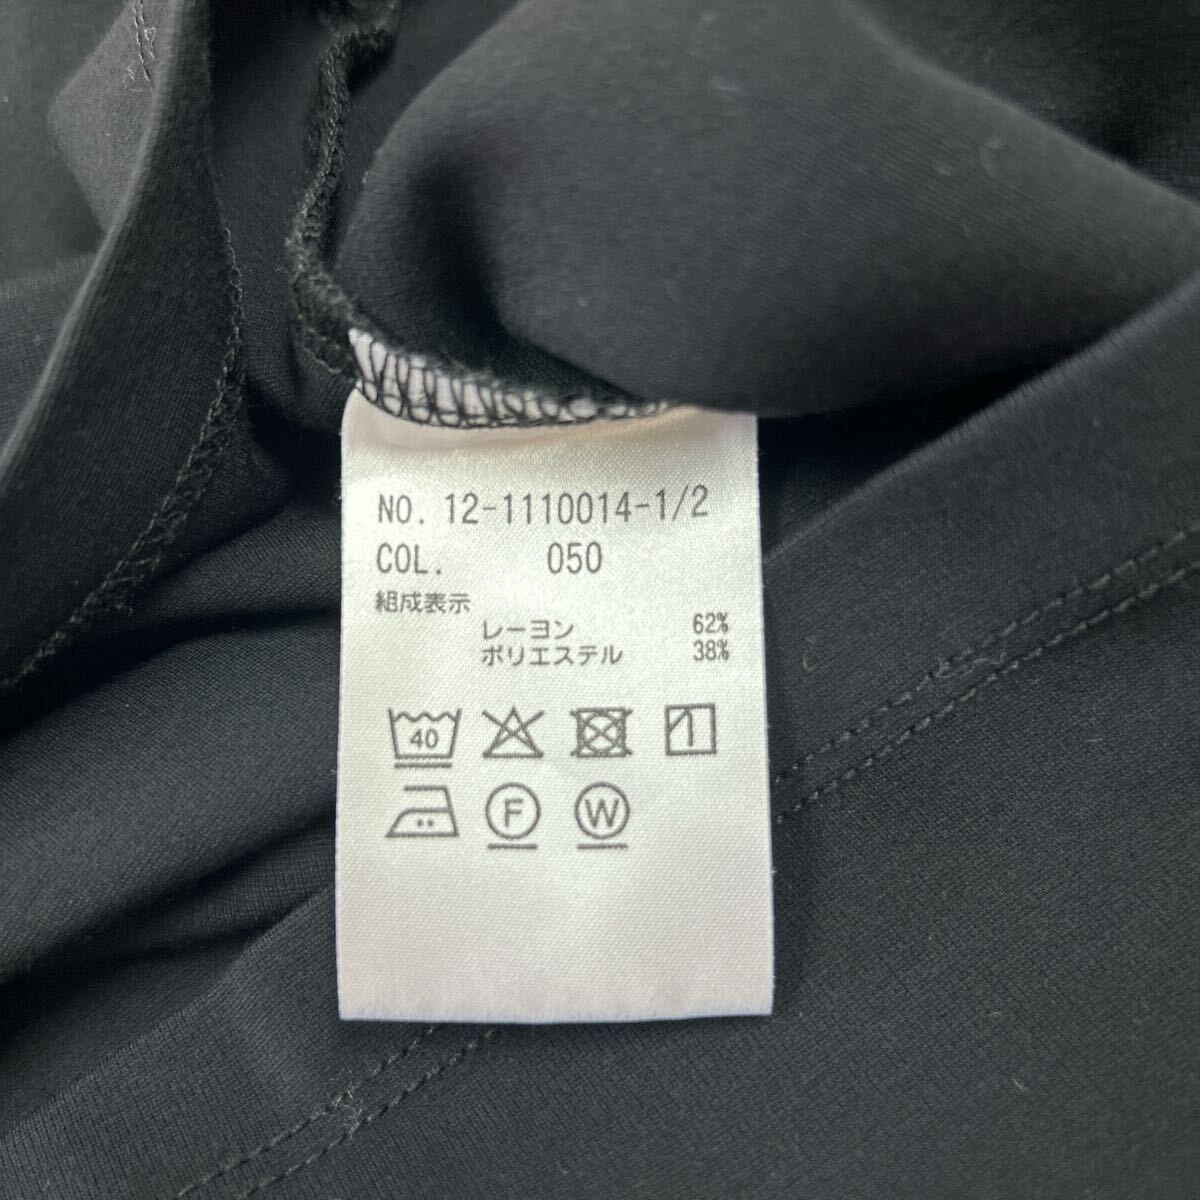 NO. 12-1110014-1/2
COL. 050
組成表示
レーヨン 62%
ポリエステル 38%
40
F W